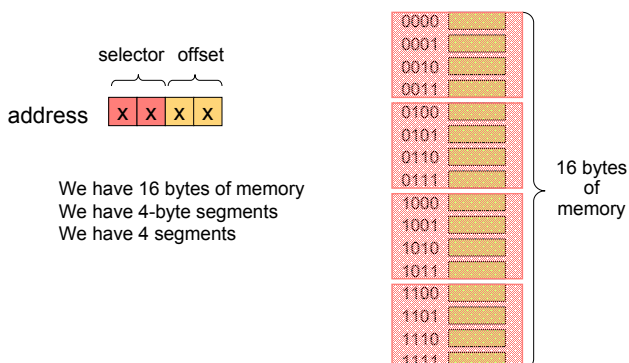 selector offset
address x x x x
We have 16 bytes of memory
We have 4-byte segments
We have 4 segments
0000
0001
0010
0011
0100
0101
0110
0111
1000
1001
1010
1011
1100
1101
1110
1111
16 bytes
of
memory